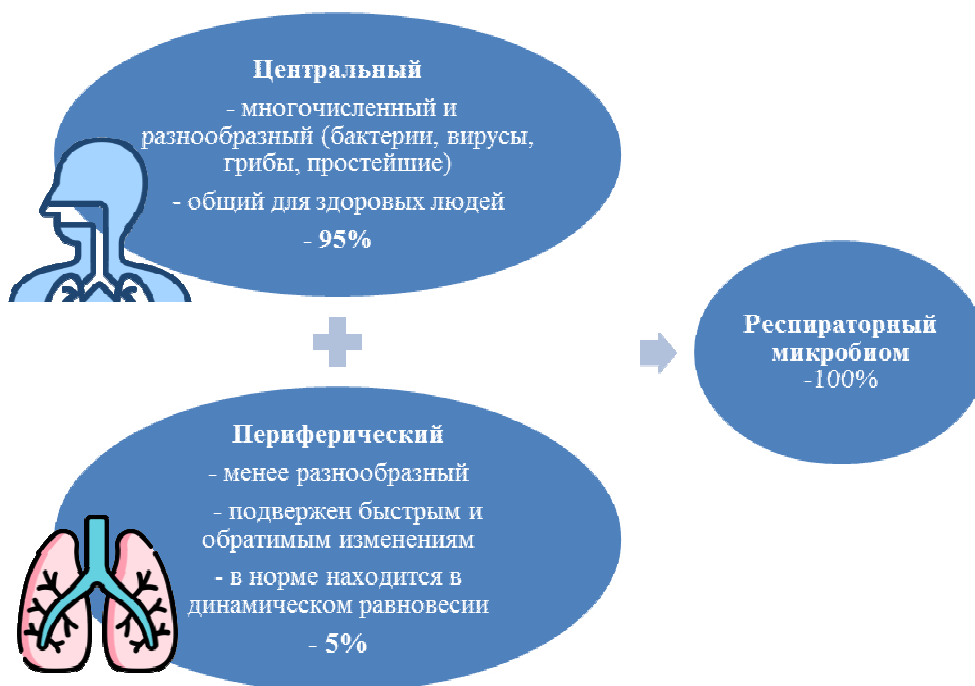 Центральный
- многочисленный и
разнообразный (бактерии, вирусы,
грибы, простейшие)
- общий для здоровых людей
- 95%
Периферический
- менее разнообразный
- подвержен быстрым и
обратимым изменениям
- в норме находится в
динамическом равновесии
- 5%
Респираторный
микробиом
-100%